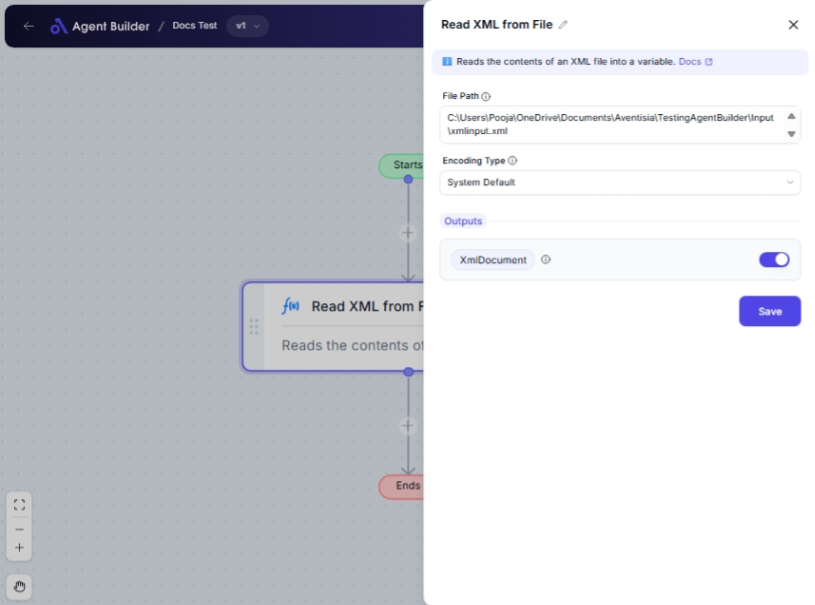 Agent Builder / Docs Test v1
Starts
Read XML from F
Reads the contents of
Ends
Read XML from File
Reads the contents of an XML file into a variable. Docs
File Path
C:\Users\Pooja\OneDrive\Documents\Aventisia\TestingAgentBuilder\Input
\xmlinput.xml
Encoding Type
System Default
Outputs
XmlDocument
Save